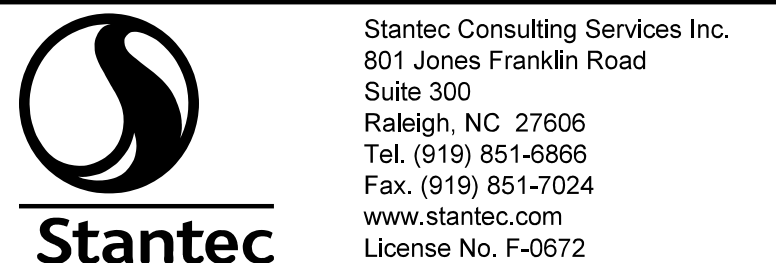 Stantec
Stantec Consulting Services Inc.
801 Jones Franklin Road
Suite 300
Raleigh, NC  27606
Tel. (919) 851-6866
Fax. (919) 851-7024
www.stantec.com
License No. F-0672